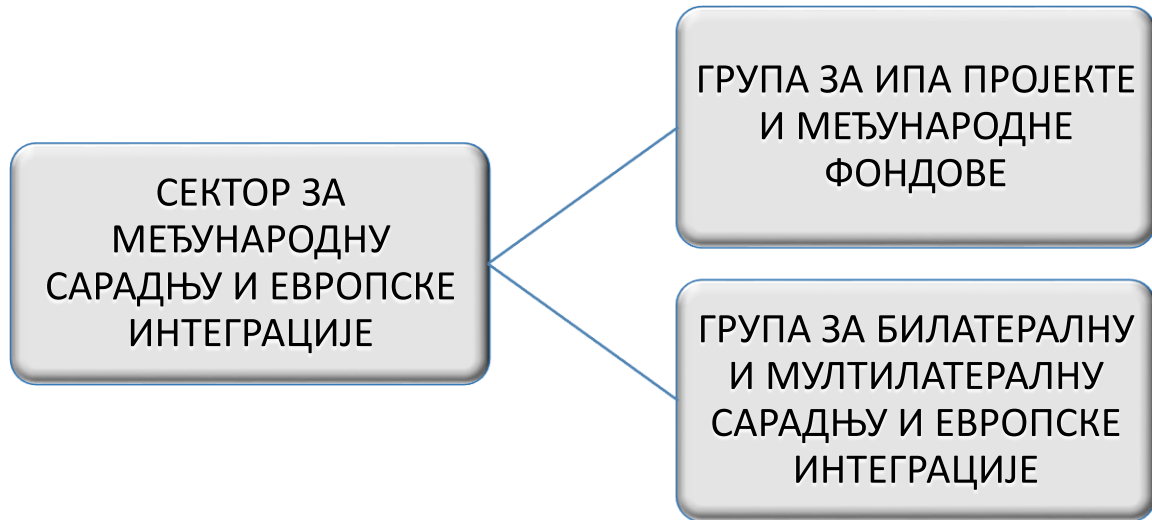 СЕКТОР ЗА
МЕЂУНАРОДНУ
САРАДЊУ И ЕВРОПСКЕ
ИНТЕГРАЦИЈЕ
ГРУПА ЗА ИПА ПРОЈЕКТЕ
И МЕЂУНАРОДНЕ
ФОНДОВЕ
ГРУПА ЗА БИЛАТЕРАЛНУ
И МУЛТИЛАТЕРАЛНУ
САРАДЊУ И ЕВРОПСКЕ
ИНТЕГРАЦИЈЕ